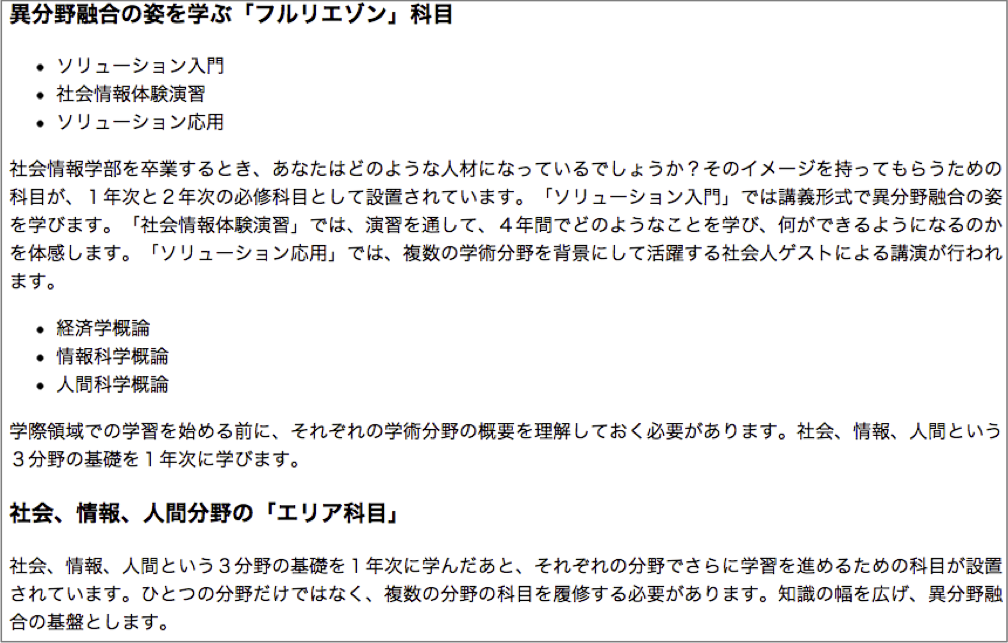 異分野融合の姿を学ぶ「フルリエゾン」科目
• ソリューション入門
• 社会情報体験演習
• ソリューション応用
社会情報学部を卒業するとき、あなたはどのような人材になっているでしょうか？そのイメージを持ってもらうための
科目が、１年次と２年次の必修科目として設置されています。「ソリューション入門」では講義形式で異分野融合の姿
を学びます。「社会情報体験演習」では、演習を通して、４年間でどのようなことを学び、何ができるようになるのか
を体感します。「ソリューション応用」では、複数の学術分野を背景にして活躍する社会人ゲストによる講演が行われ
ます。
• 経済学概論
• 情報科学概論
• 人間科学概論
学際領域での学習を始める前に、それぞれの学術分野の概要を理解しておく必要があります。社会、情報、人間という
３分野の基礎を１年次に学びます。
社会、情報、人間分野の「エリア科目」
社会、情報、人間という３分野の基礎を１年次に学んだあと、それぞれの分野でさらに学習を進めるための科目が設置
されています。ひとつの分野だけではなく、複数の分野の科目を履修する必要があります。知識の幅を広げ、異分野融
合の基盤とします。